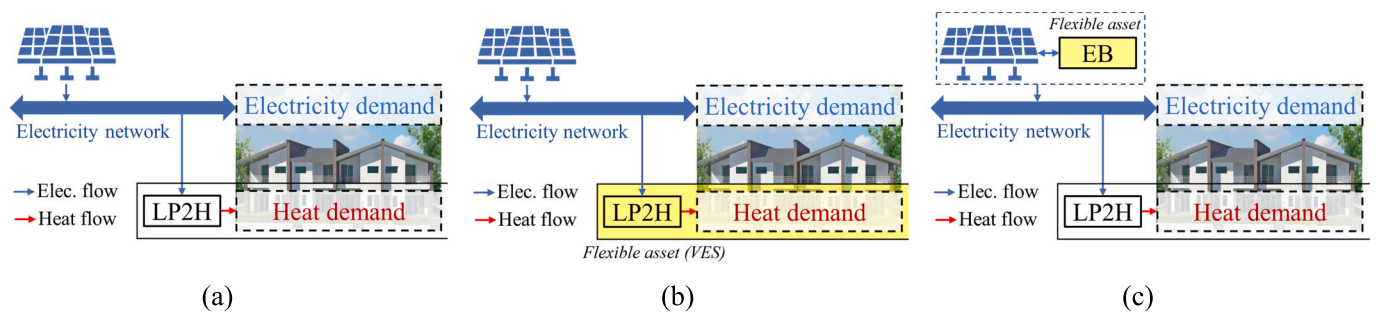 Electricity demand
Electricity network
Elec. flow
Heat flow
LP2H
Heat demand
(a)
Electricity demand
Electricity network
Elec. flow
Heat flow
LP2H
Heat demand
Flexible asset (VES)
(b)
Flexible asset
EB
Electricity demand
Electricity network
Elec. flow
Heat flow
LP2H
Heat demand
(c)